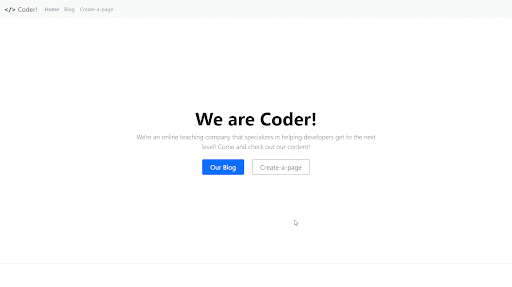 </> Coder! Home Blog Create-a-page
We are Coder!
We're an online teaching company that specializes in helping developers get to the next
level! Come and check out our content!
Our Blog Create-a-page